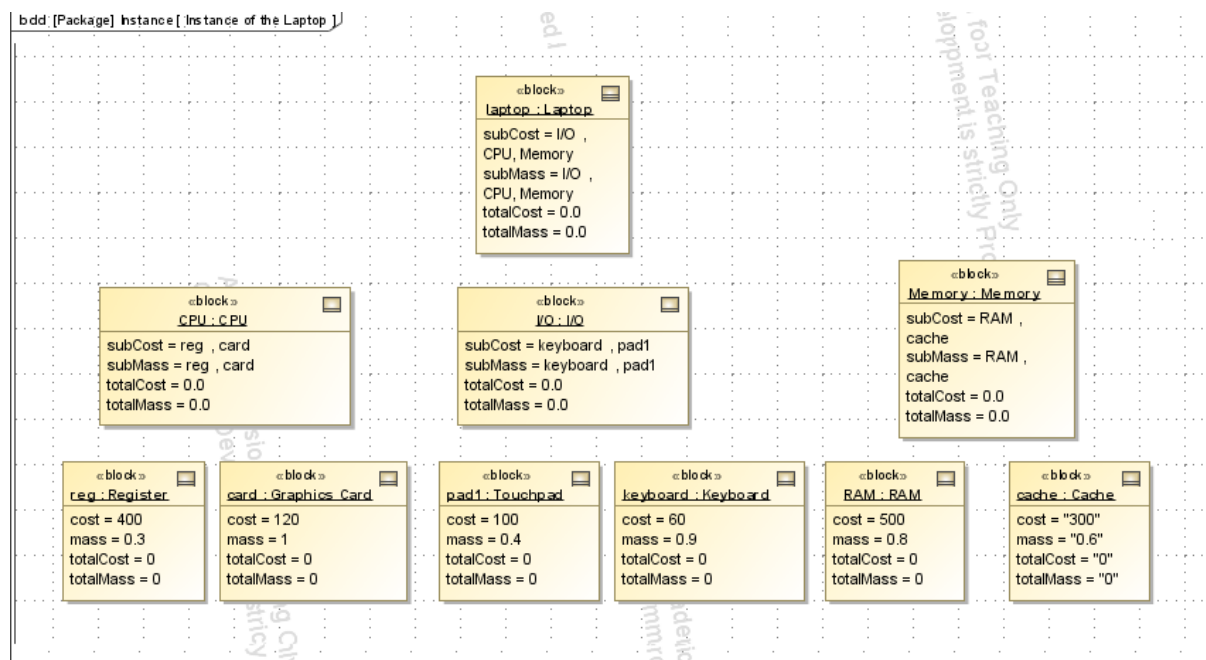 bdd [Package] Instance [ Instance of the Laptop ]
«block»
laptop : Laptop
subCost = I/O ,
CPU, Memory
subMass = I/O ,
CPU, Memory
totalCost = 0.0
totalMass = 0.0
«block»
CPU : CPU
subCost = reg , card
subMass = reg , card
totalCost = 0.0
totalMass = 0.0
«block»
I/O : I/O
subCost = keyboard , pad1
subMass = keyboard , pad1
totalCost = 0.0
totalMass = 0.0
«block»
Memory : Memory
subCost = RAM ,
cache
subMass = RAM ,
cache
totalCost = 0.0
totalMass = 0.0
«block»
reg : Register
cost = 400
mass = 0.3
totalCost = 0
totalMass = 0
«block»
card : Graphics Card
cost = 120
mass = 1
totalCost = 0
totalMass = 0
«block»
pad1 : Touchpad
cost = 100
mass = 0.4
totalCost = 0
totalMass = 0
«block»
keyboard : Keyboard
cost = 60
mass = 0.9
totalCost = 0
totalMass = 0
«block»
RAM : RAM
cost = 500
mass = 0.8
totalCost = 0
totalMass = 0
«block»
cache : Cache
cost = "300"
mass = "0.6"
totalCost = "0"
totalMass = "0"
foor Teaching Only
eloppment is strictly Pro